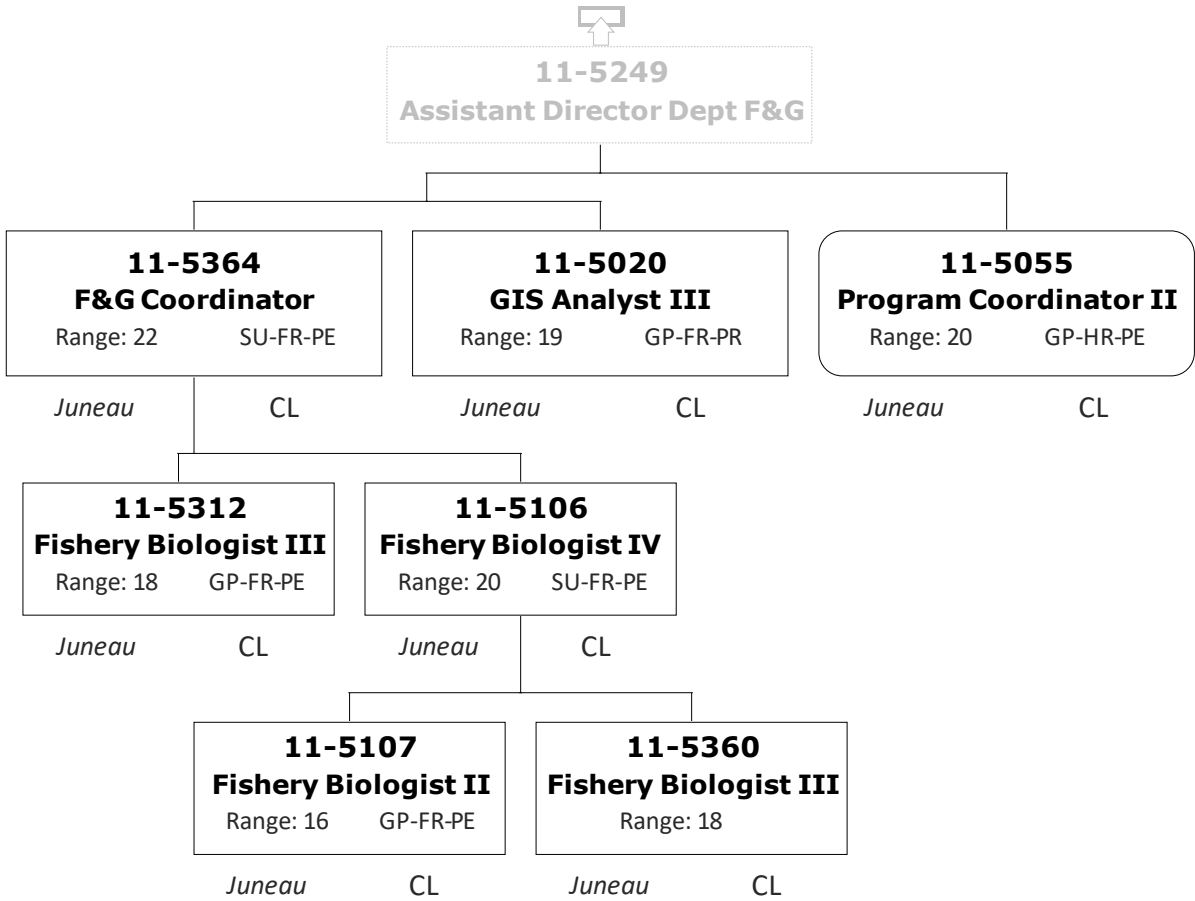 11-5249
Assistant Director Dept F&G
11-5364
F&G Coordinator
Range: 22 SU-FR-PE
Juneau CL
11-5020
GIS Analyst III
Range: 19 GP-FR-PR
Juneau CL
11-5055
Program Coordinator II
Range: 20 GP-HR-PE
Juneau CL
11-5312
Fishery Biologist III
Range: 18 GP-FR-PE
Juneau CL
11-5106
Fishery Biologist IV
Range: 20 SU-FR-PE
Juneau CL
11-5107
Fishery Biologist II
Range: 16 GP-FR-PE
Juneau CL
11-5360
Fishery Biologist III
Range: 18
Juneau CL